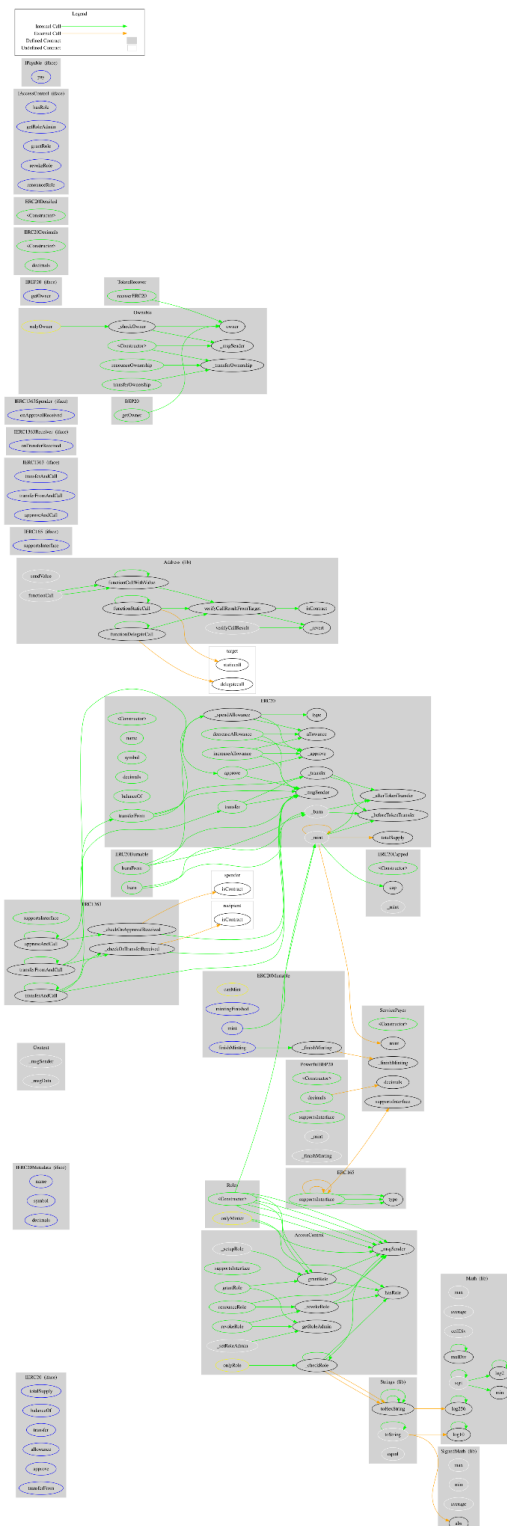 Legend
Internal Call
External Call
Defined Contract
Undefined Contract
IPayable (iface)
pay
IAccessControl (iface)
hasRole
getRoleAdmin
grantRole
revokeRole
renounceRole
ERC20Detailed
<Constructor>
ERC20Decimals
<Constructor>
decimals
IBEP20 (iface)
getOwner
TokenRecover
recoverERC20
Ownable
onlyOwner
_checkOwner
owner
<Constructor>
_msgSender
renounceOwnership
_transferOwnership
transferOwnership
BEP20
getOwner
IERC1363Spender (iface)
onApprovalReceived
IERC1363Receiver (iface)
onTransferReceived
IERC1363 (iface)
transferAndCall
transferFromAndCall
approveAndCall
IERC165 (iface)
supportsInterface
Address (lib)
sendValue
functionCall
functionCallWithValue
functionStaticCall
functionDelegateCall
verifyCallResultFromTarget
verifyCallResult
isContract
_revert
target
staticcall
delegatecall
ERC20
<Constructor>
name
symbol
decimals
balanceOf
transferFrom
_spendAllowance
decreaseAllowance
increaseAllowance
approve
transfer
type
allowance
_approve
_transfer
_msgSender
_burn
_mint
_afterTokenTransfer
_beforeTokenTransfer
totalSupply
ERC20Burnable
burnFrom
burn
ERC20Capped
<Constructor>
cap
_mint
spender
isContract
recipient
isContract
ERC1363
supportsInterface
approveAndCall
transferFromAndCall
transferAndCall
_checkOnApprovalReceived
_checkOnTransferReceived
ERC20Mintable
canMint
mintingFinished
mint
finishMinting
_finishMinting
ServicePayer
<Constructor>
_mint
_finishMinting
decimals
supportsInterface
Context
_msgSender
_msgData
PowerfulBEP20
<Constructor>
decimals
supportsInterface
_mint
_finishMinting
IERC20Metadata (iface)
name
symbol
decimals
ERC165
supportsInterface
type
Roles
<Constructor>
onlyMinter
AccessControl
_setupRole
supportsInterface
grantRole
renounceRole
revokeRole
_setRoleAdmin
onlyRole
_grantRole
_revokeRole
getRoleAdmin
_checkRole
_msgSender
hasRole
Math (lib)
max
average
ceilDiv
mulDiv
sqrt
log2
min
log256
log10
Strings (lib)
toHexString
toString
equal
SignedMath (lib)
max
min
average
abs
IERC20 (iface)
totalSupply
balanceOf
transfer
allowance
approve
transferFrom